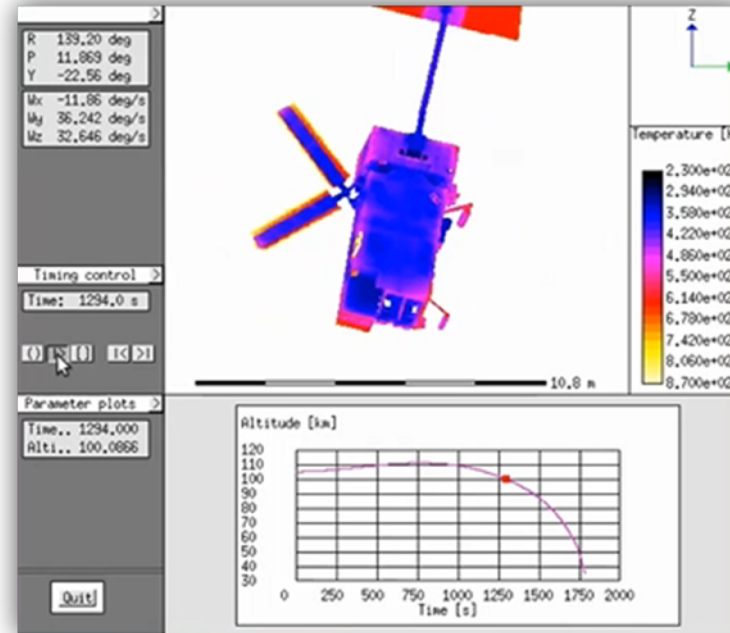 >
R 139.20 deg
P 11.869 deg
Y -22.56 deg
Wx -11.86 deg/s
Wy 36.242 deg/s
Wz 32.646 deg/s
Timing control >
Time: 1294.0 s
() [] |< >|
Parameter plots >
Time.. 1294.000
Alti.. 100.0866
Quit
10.8 m
Z
Temperature [K
2.300e+02
2.940e+02
3.580e+02
4.220e+02
4.860e+02
5.500e+02
6.140e+02
6.780e+02
7.420e+02
8.060e+02
8.700e+02
Altitude [km]
120
110
100
90
80
70
60
50
40
30
0 250 500 750 1000 1250 1500 1750 2000
Time [s]